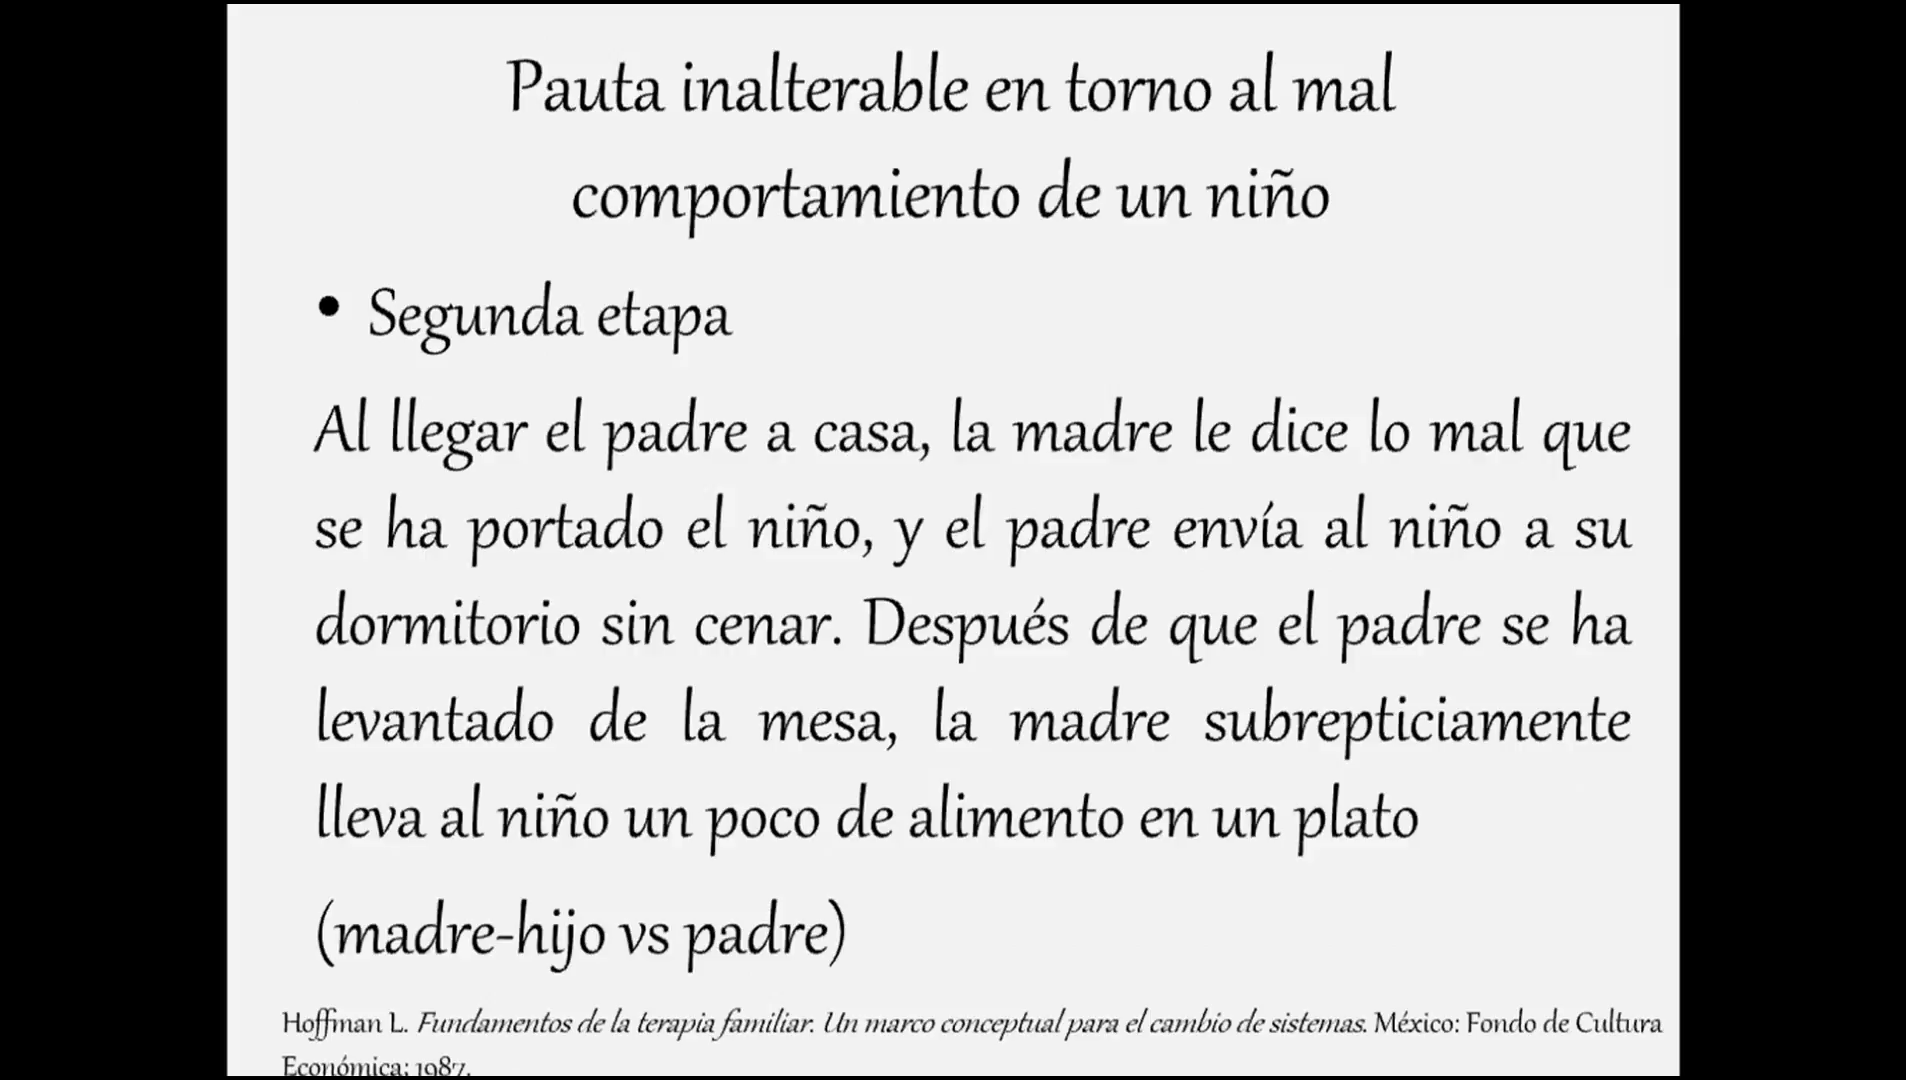 Pauta inalterable en torno al mal
comportamiento de un niño
• Segunda etapa
Al llegar el padre a casa, la madre le dice lo mal que
se ha portado el niño, y el padre envía al niño a su
dormitorio sin cenar. Después de que el padre se ha
levantado de la mesa, la madre subrepticiamente
lleva al niño un poco de alimento en un plato
(madre-hijo vs padre)
Hoffman L. Fundamentos de la terapia familiar. Un marco conceptual para el cambio de sistemas. México: Fondo de Cultura
Económica; 1987.